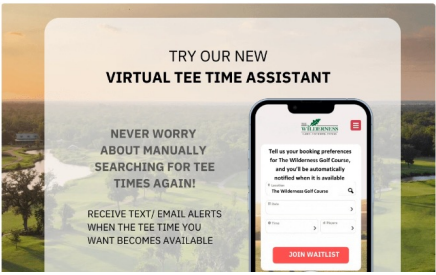 TRY OUR NEW
VIRTUAL TEE TIME ASSISTANT
NEVER WORRY
ABOUT MANUALLY
SEARCHING FOR TEE
TIMES AGAIN!
RECEIVE TEXT/ EMAIL ALERTS
WHEN THE TEE TIME YOU
WANT BECOMES AVAILABLE
WILDERNESS
Tell us your booking preferences
for The Wilderness Golf Course,
and you'll be automatically
notified when it is available
Location
The Wilderness Golf Course
Date
Time
Players
JOIN WAITLIST